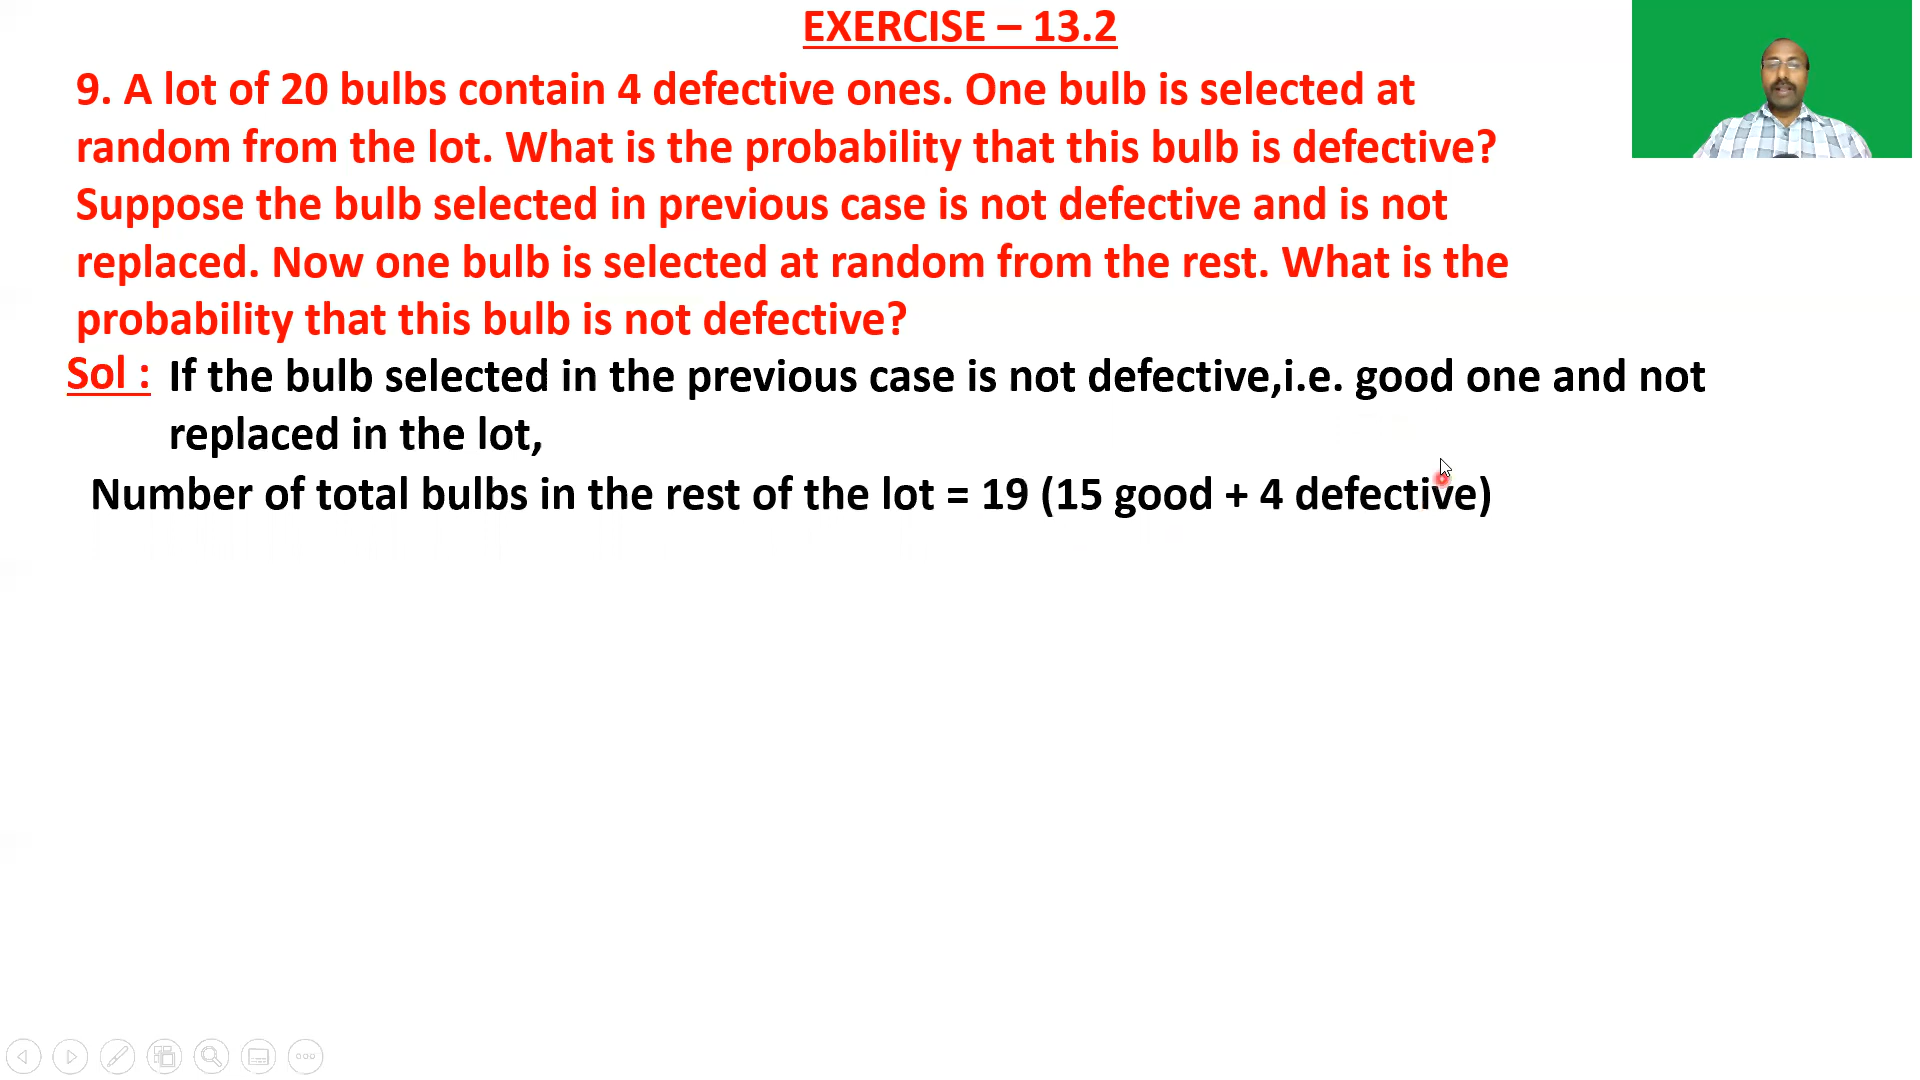 EXERCISE – 13.2
9. A lot of 20 bulbs contain 4 defective ones. One bulb is selected at
random from the lot. What is the probability that this bulb is defective?
Suppose the bulb selected in previous case is not defective and is not
replaced. Now one bulb is selected at random from the rest. What is the
probability that this bulb is not defective?
Sol : If the bulb selected in the previous case is not defective,i.e. good one and not
replaced in the lot,
Number of total bulbs in the rest of the lot = 19 (15 good + 4 defective)